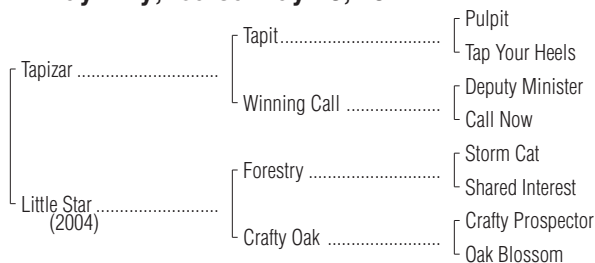 Pulpit
Tapit
Tap Your Heels
Tapizar
Deputy Minister
Winning Call
Call Now
Storm Cat
Forestry
Shared Interest
Little Star
(2004)
Crafty Prospector
Crafty Oak
Oak Blossom